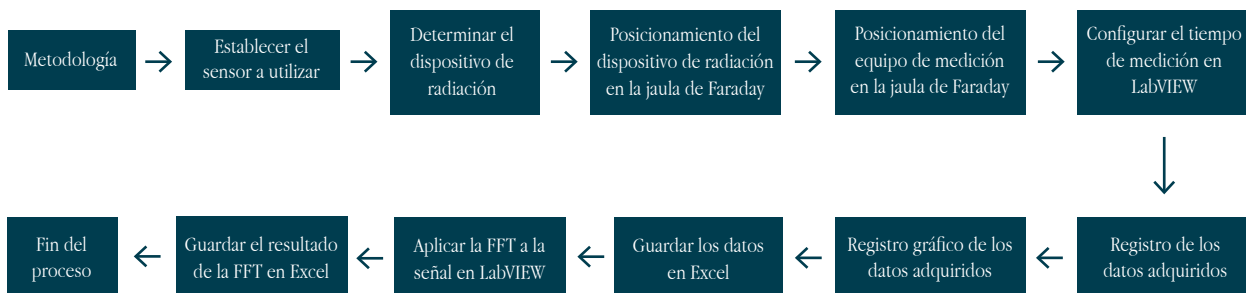 Metodología
Establecer el
sensor a utilizar
Determinar el
dispositivo de
radiación
Posicionamiento del
dispositivo de radiación
en la jaula de Faraday
Posicionamiento del
equipo de medición
en la jaula de Faraday
Configurar el tiempo
de medición en
LabVIEW
Registro de los
datos adquiridos
Registro gráfico de los
datos adquiridos
Guardar los datos
en Excel
Aplicar la FFT a la
señal en LabVIEW
Guardar el resultado
de la FFT en Excel
Fin del
proceso